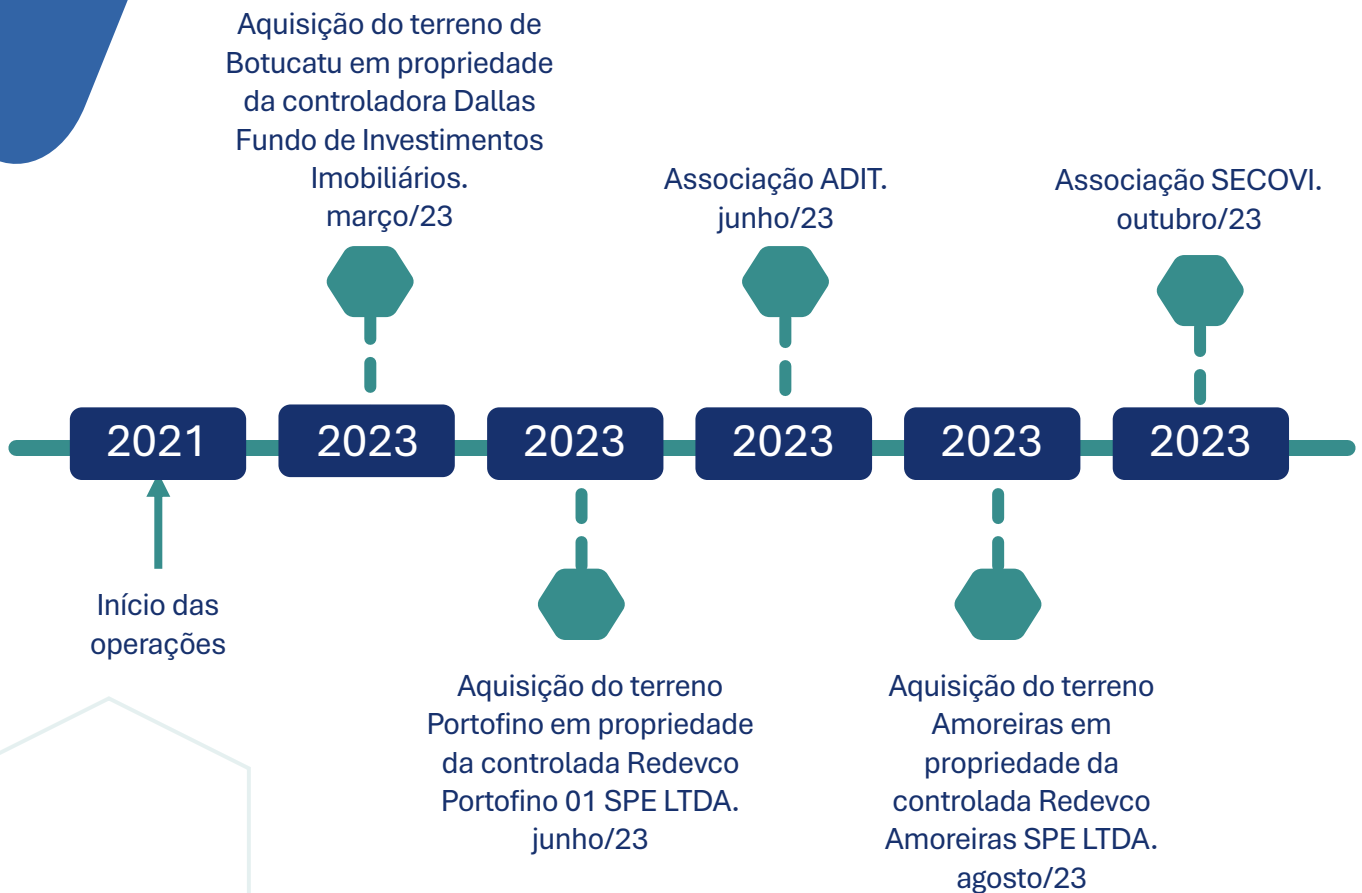 Aquisição do terreno de
Botucatu em propriedade
da controladora Dallas
Fundo de Investimentos
Imobiliários.
março/23
Associação ADIT.
junho/23
Associação SECOVI.
outubro/23
2021
2023
2023
2023
2023
2023
Início das
operações
Aquisição do terreno
Portofino em propriedade
da controlada Redevco
Portofino 01 SPE LTDA.
junho/23
Aquisição do terreno
Amoreiras em
propriedade da
controlada Redevco
Amoreiras SPE LTDA.
agosto/23